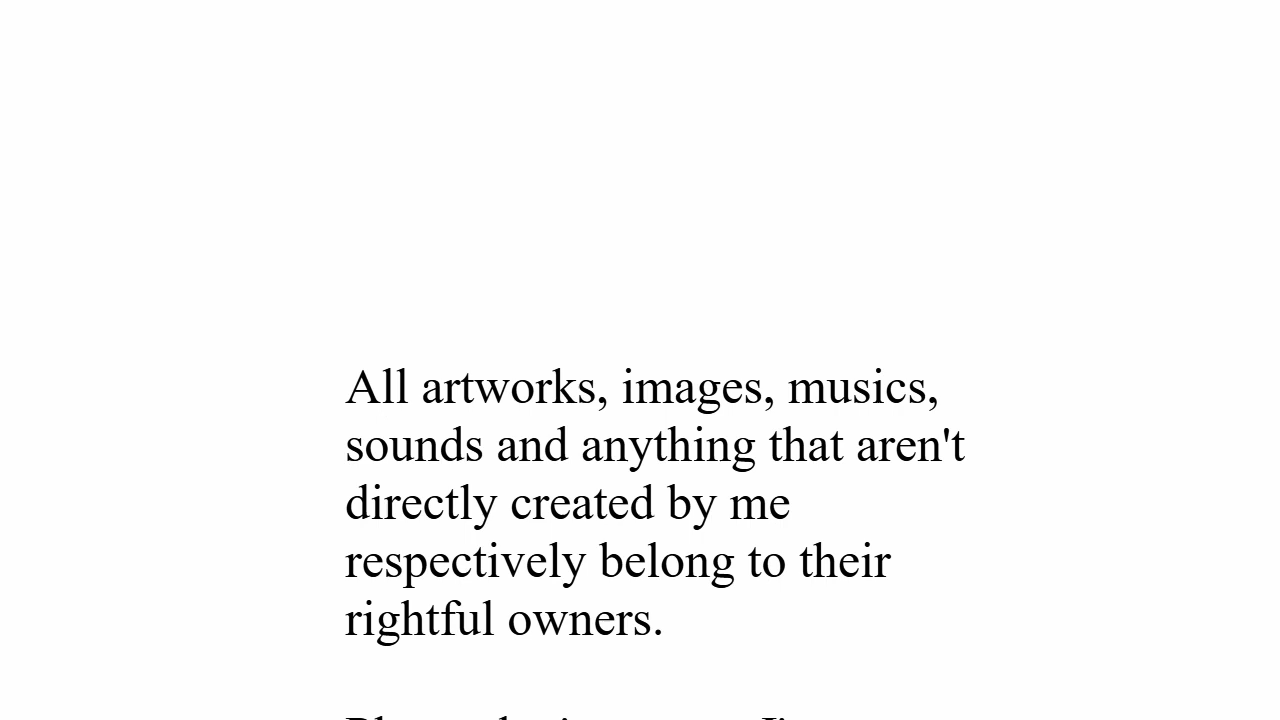 All artworks, images, musics,
sounds and anything that aren't
directly created by me
respectively belong to their
rightful owners.